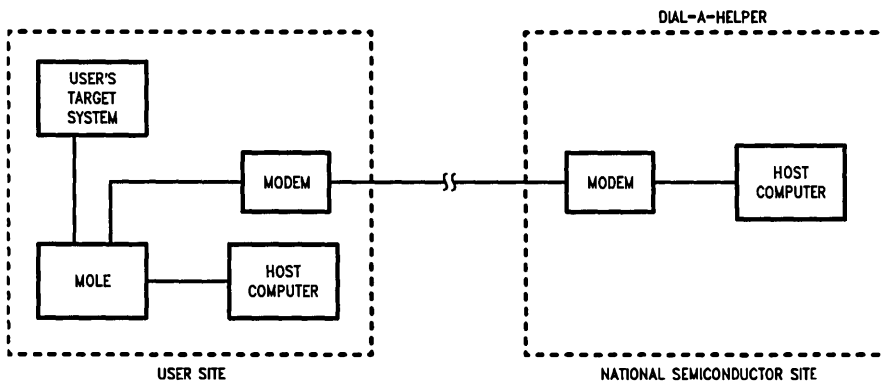 DIAL-A-HELPER
USER'S
TARGET
SYSTEM
MODEM
MODEM
HOST
COMPUTER
MOLE
HOST
COMPUTER
USER SITE
NATIONAL SEMICONDUCTOR SITE